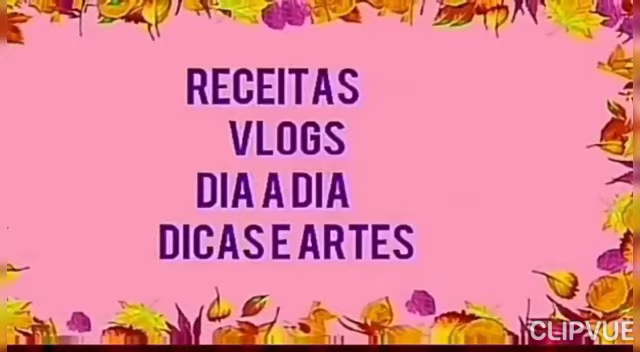 RECEITAS
VLOGS
DIA A DIA
DICAS E ARTES
CLIPVUE